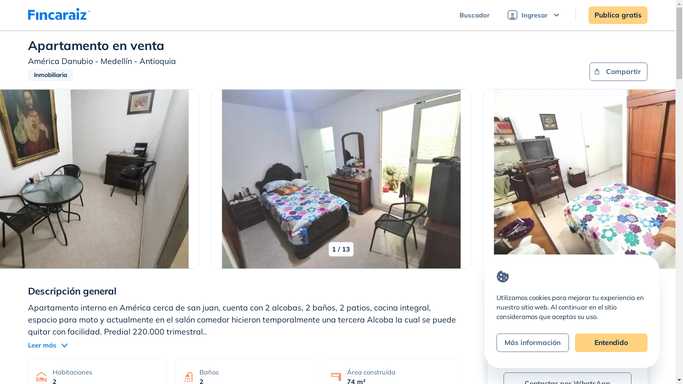 Fincaraiz
Buscador
Ingresar
Publica gratis
Apartamento en venta
América Danubio - Medellín - Antioquia
Inmobiliaria
Compartir
1 / 13
Descripción general
Apartamento interno en América cerca de san juan, cuenta con 2 alcobas, 2 baños, 2 patios, cocina integral,
espacio para moto y actualmente en el salón comedor hicieron temporalmente una tercera Alcoba la cual se puede
quitar con facilidad. Predial 220.000 trimestral..
Leer más
Habitaciones
2
Baños
2
Área construida
74 m²
Utilizamos cookies para mejorar tu experiencia en
nuestro sitio web. Al continuar en el sitio
consideramos que aceptas su uso.
Más información
Entendido
Contactar por WhatsApp